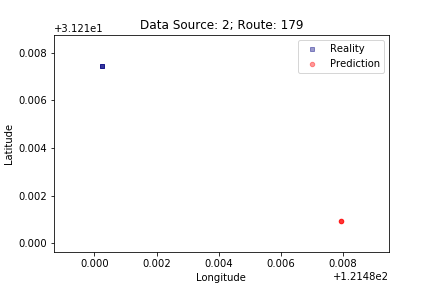 Data Source: 2; Route: 179
+3.121e1
Reality
Prediction
0.008
0.006
0.004
0.002
0.000
Latitude
0.000 0.002 0.004 0.006 0.008
Longitude
+1.2148e2